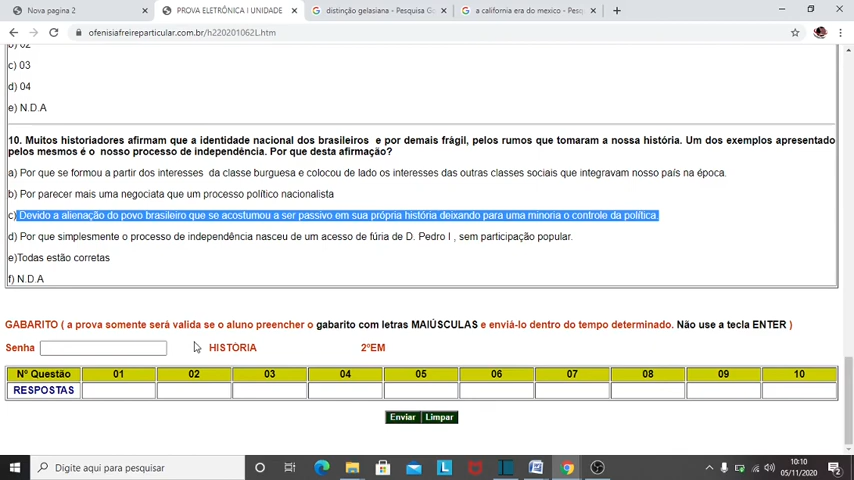 Nova pagina 2
PROVA ELETRÔNICA I UNIDADE
distinção gelasiana - Pesquisa Go
a california era do mexico - Pesq
ofenisiafreireparticular.com.br/h220201062L.htm
b) 02
c) 03
d) 04
e) N.D.A
10. Muitos historiadores afirmam que a identidade nacional dos brasileiros e por demais frágil, pelos rumos que tomaram a nossa história. Um dos exemplos apresentado
pelos mesmos é o nosso processo de independência. Por que desta afirmação?
a) Por que se formou a partir dos interesses da classe burguesa e colocou de lado os interesses das outras classes sociais que integravam nosso país na época.
b) Por parecer mais uma negociata que um processo político nacionalista
c) Devido a alienação do povo brasileiro que se acostumou a ser passivo em sua própria história deixando para uma minoria o controle da política.
d) Por que simplesmente o processo de independência nasceu de um acesso de fúria de D. Pedro I , sem participação popular.
e)Todas estão corretas
f) N.D.A
GABARITO ( a prova somente será valida se o aluno preencher o gabarito com letras MAIÚSCULAS e enviá-lo dentro do tempo determinado. Não use a tecla ENTER )
Senha HISTÓRIA 2ºEM
Nº Questão 01 02 03 04 05 06 07 08 09 10
RESPOSTAS
Enviar Limpar
Digite aqui para pesquisar
10:10
05/11/2020
2